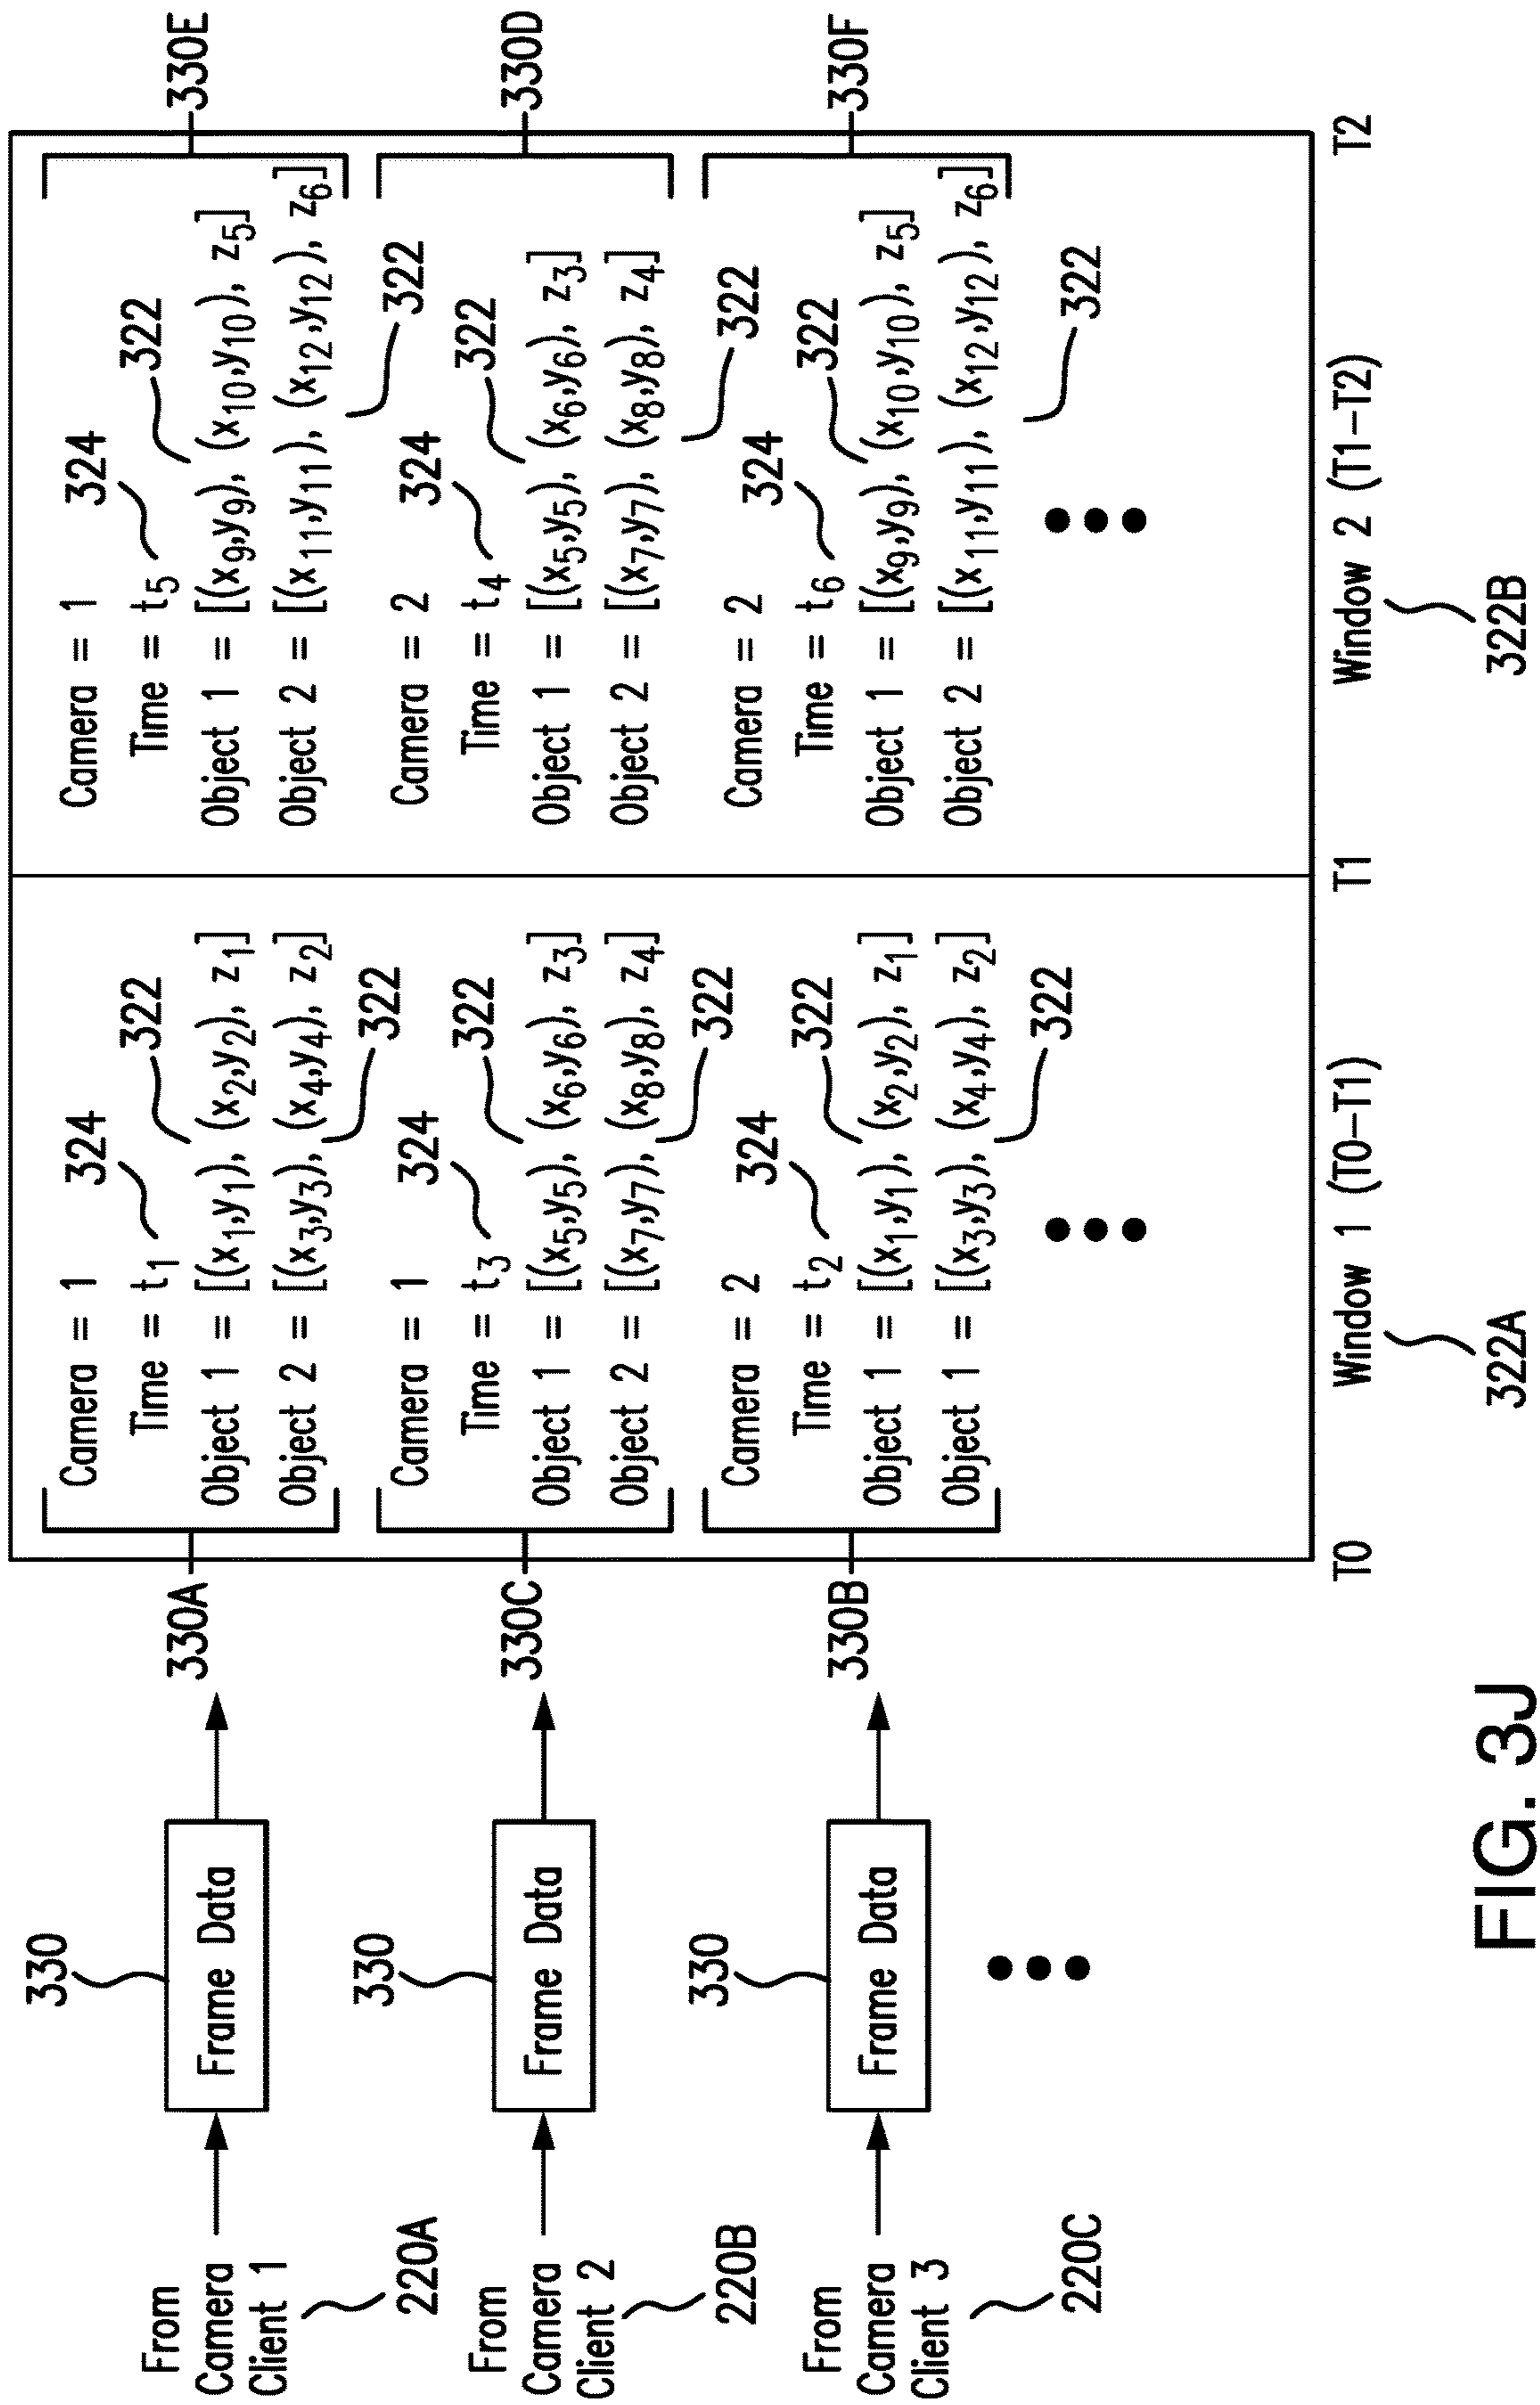 330
330
330
From
Camera
Client 1
Frame Data
220A
From
Camera
Client 2
Frame Data
220B
From
Camera
Client 3
Frame Data
220C
330A
Camera = 1
324
Time = t1
322
Object 1 = [(x1,y1), (x2,y2), z1]
Object 2 = [(x3,y3), (x4,y4), z2]
322
330C
Camera = 1
324
Time = t3
322
Object 1 = [(x5,y5), (x6,y6), z3]
Object 2 = [(x7,y7), (x8,y8), z4]
322
330B
Camera = 2
324
Time = t2
322
Object 1 = [(x1,y1), (x2,y2), z1]
Object 1 = [(x3,y3), (x4,y4), z2]
322
Camera = 1
324
Time = t5
322
Object 1 = [(x9,y9), (x10,y10), z5]
Object 2 = [(x11,y11), (x12,y12), z6]
322
330E
Camera = 2
324
Time = t4
322
Object 1 = [(x5,y5), (x6,y6), z3]
Object 2 = [(x7,y7), (x8,y8), z4]
322
330D
Camera = 2
324
Time = t6
322
Object 1 = [(x9,y9), (x10,y10), z5]
Object 2 = [(x11,y11), (x12,y12), z6]
322
330F
T0
Window 1 (T0-T1)
T1
Window 2 (T1-T2)
T2
322A
322B
FIG. 3J